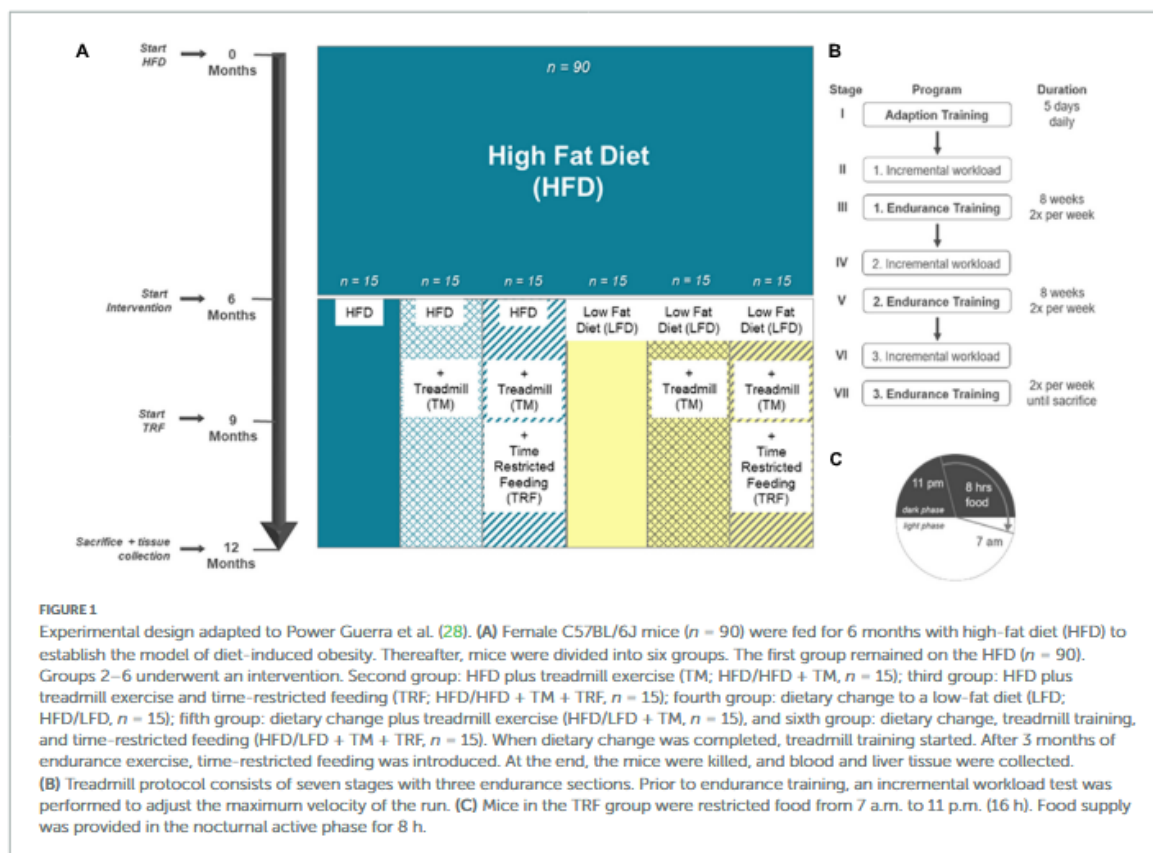 A
Start
HFD
0
Months
Start
Intervention
6
Months
Start
TRF
9
Months
Sacrifice + tissue
collection
12
Months
n = 90
High Fat Diet
(HFD)
n = 15 n = 15 n = 15 n = 15 n = 15 n = 15
HFD HFD HFD Low Fat Low Fat Low Fat
Diet (LFD) Diet (LFD) Diet (LFD)
+ + + +
Treadmill Treadmill Treadmill Treadmill
(TM) (TM) (TM) (TM)
+ +
Time Time
Restricted Restricted
Feeding Feeding
(TRF) (TRF)
B
Stage Program Duration
I Adaption Training 5 days
daily
II 1. Incremental workload
III 1. Endurance Training 8 weeks
2x per week
IV 2. Incremental workload
V 2. Endurance Training 8 weeks
2x per week
VI 3. Incremental workload
VII 3. Endurance Training 2x per week
until sacrifice
C
11 pm 8 hrs
food
dark phase
light phase
7 am
FIGURE 1
Experimental design adapted to Power Guerra et al. (28). (A) Female C57BL/6J mice (n = 90) were fed for 6 months with high-fat diet (HFD) to
establish the model of diet-induced obesity. Thereafter, mice were divided into six groups. The first group remained on the HFD (n = 90).
Groups 2–6 underwent an intervention. Second group: HFD plus treadmill exercise (TM; HFD/HFD + TM, n = 15); third group: HFD plus
treadmill exercise and time-restricted feeding (TRF; HFD/HFD + TM + TRF, n = 15); fourth group: dietary change to a low-fat diet (LFD;
HFD/LFD, n = 15); fifth group: dietary change plus treadmill exercise (HFD/LFD + TM, n = 15), and sixth group: dietary change, treadmill training,
and time-restricted feeding (HFD/LFD + TM + TRF, n = 15). When dietary change was completed, treadmill training started. After 3 months of
endurance exercise, time-restricted feeding was introduced. At the end, the mice were killed, and blood and liver tissue were collected.
(B) Treadmill protocol consists of seven stages with three endurance sections. Prior to endurance training, an incremental workload test was
performed to adjust the maximum velocity of the run. (C) Mice in the TRF group were restricted food from 7 a.m. to 11 p.m. (16 h). Food supply
was provided in the nocturnal active phase for 8 h.